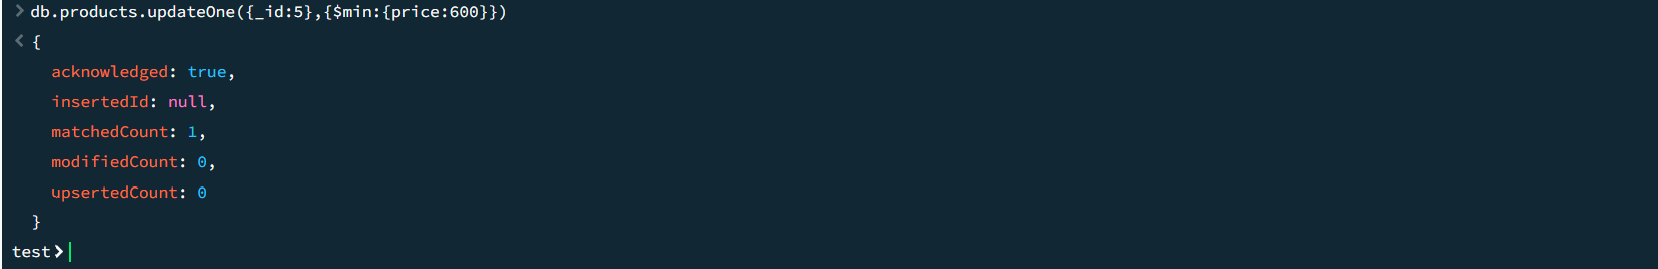 > db.products.updateOne({_id:5},{$min:{price:600}})
< {
acknowledged: true,
insertedId: null,
matchedCount: 1,
modifiedCount: 0,
upsertedCount: 0
}
test>